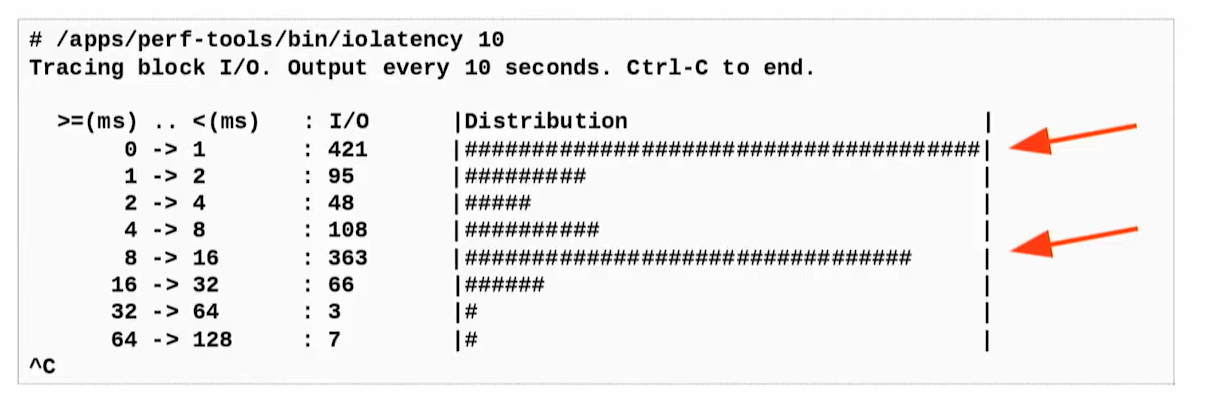 # /apps/perf-tools/bin/iolatency 10
Tracing block I/O. Output every 10 seconds. Ctrl-C to end.
>=(ms) .. <(ms) : I/O |Distribution |
0 -> 1 : 421 |######################################|
1 -> 2 : 95 |######### |
2 -> 4 : 48 |##### |
4 -> 8 : 108 |########## |
8 -> 16 : 363 |################################# |
16 -> 32 : 66 |###### |
32 -> 64 : 3 |# |
64 -> 128 : 7 |# |
^C